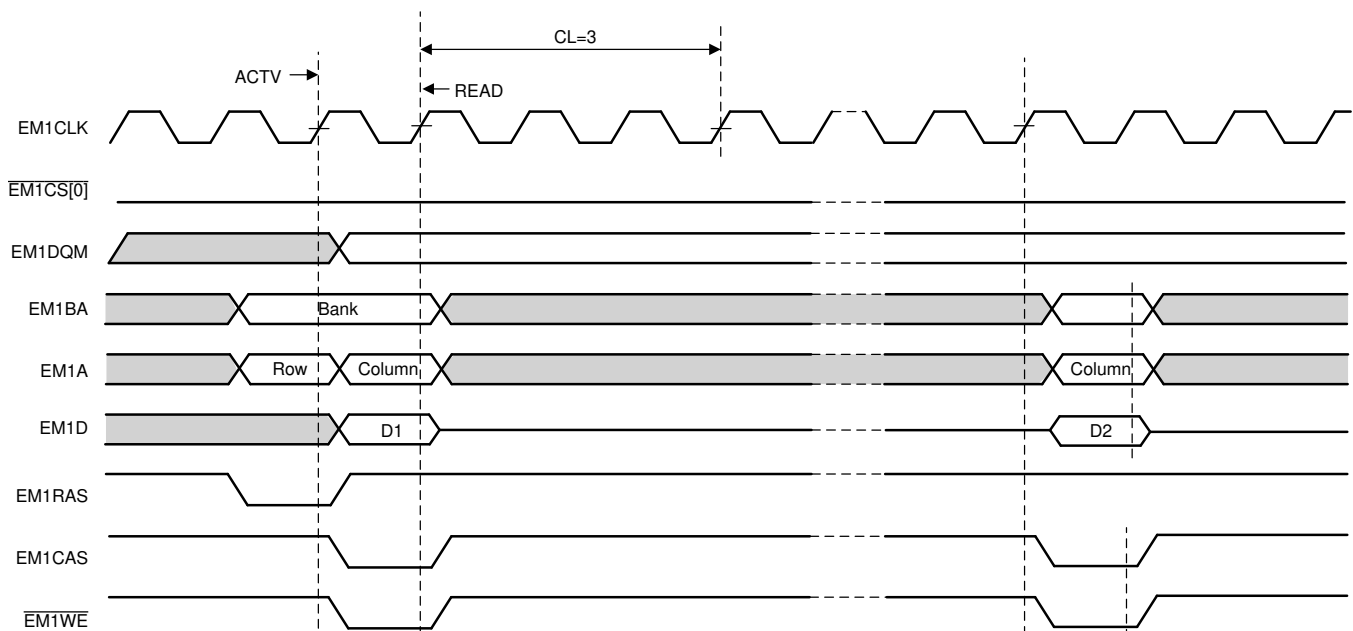 CL=3
ACTV
READ
EM1CLK
EM1CS[0]
EM1DQM
EM1BA
Bank
EM1A
Row
Column
Column
EM1D
D1
D2
EM1RAS
EM1CAS
EM1WE